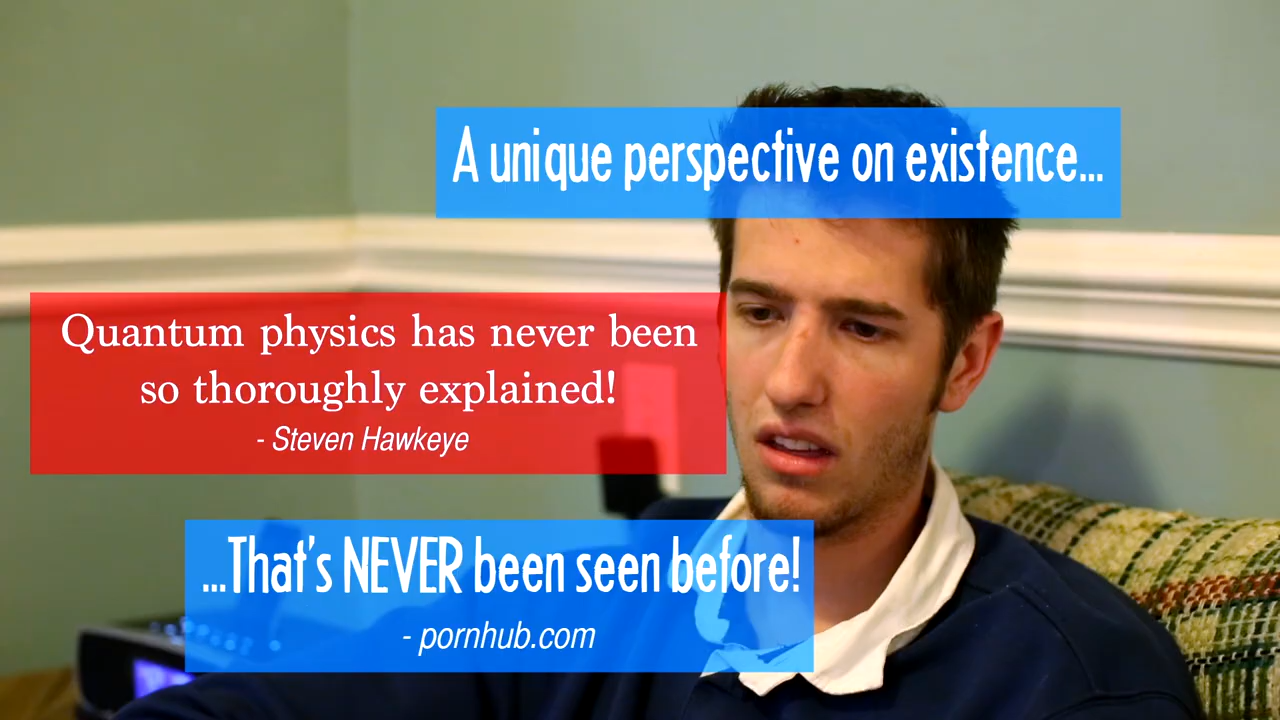 A unique perspective on existence...
Quantum physics has never been
so thoroughly explained!
- Steven Hawkeye
...That's NEVER been seen before!
- pornhub.com